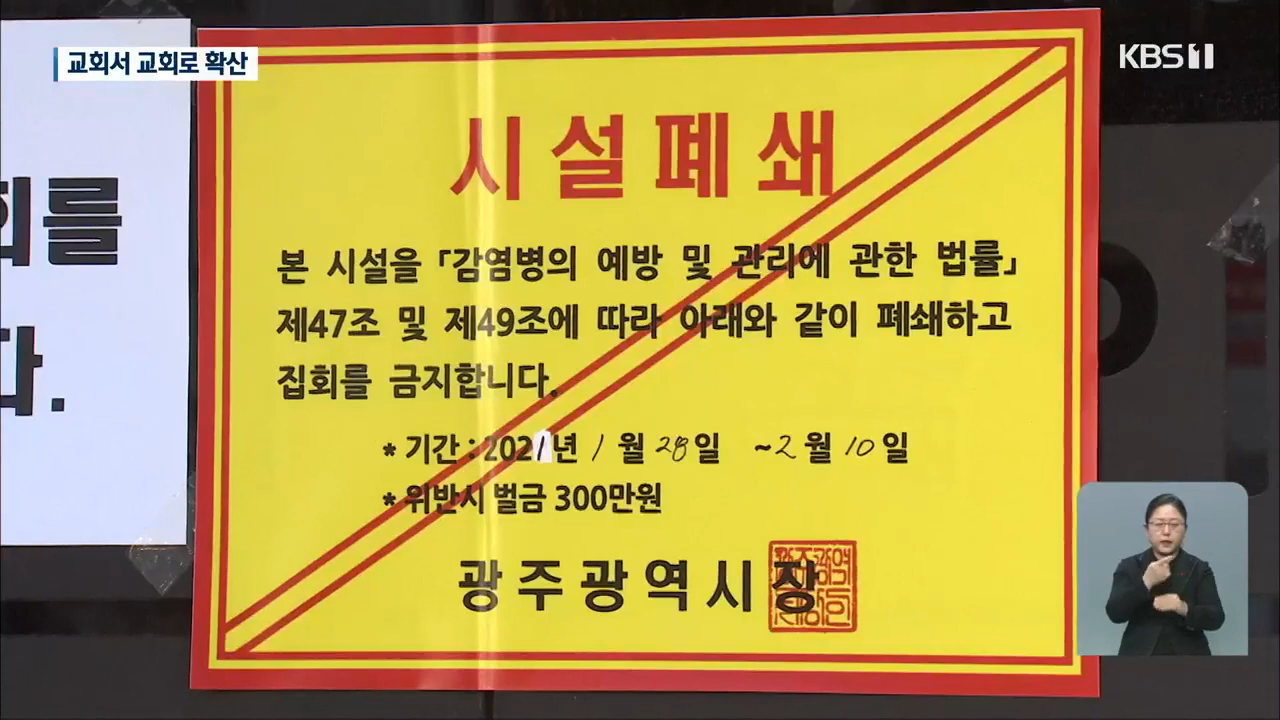 교회서 교회로 확산
KBS1
회를
다.
시설폐쇄
본 시설을 「감염병의 예방 및 관리에 관한 법률」
제47조 및 제49조에 따라 아래와 같이 폐쇄하고
집회를 금지합니다.
* 기간 : 2021년 1월 28일 ~2월 10일
* 위반시 벌금 300만원
광주광역시장